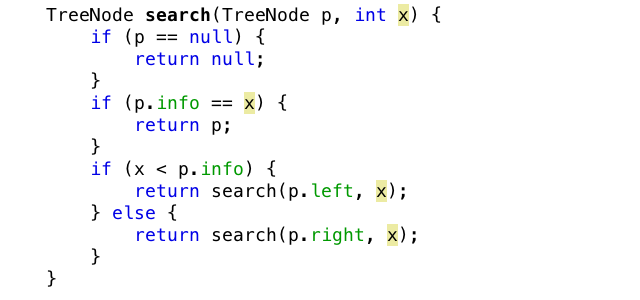 TreeNode search(TreeNode p, int x) {
    if (p == null) {
        return null;
    }
    if (p.info == x) {
        return p;
    }
    if (x < p.info) {
        return search(p.left, x);
    } else {
        return search(p.right, x);
    }
}